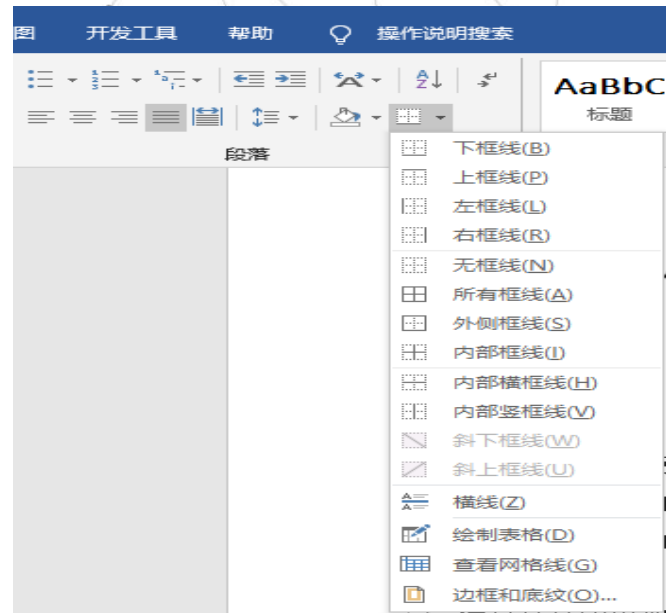 图 开发工具 帮助 操作说明搜索
AaBbC
标题
段落
下框线(B)
上框线(P)
左框线(L)
右框线(R)
无框线(N)
所有框线(A)
外侧框线(S)
内部框线(I)
内部横框线(H)
内部竖框线(V)
斜下框线(W)
斜上框线(U)
横线(Z)
绘制表格(D)
查看网格线(G)
边框和底纹(O)...